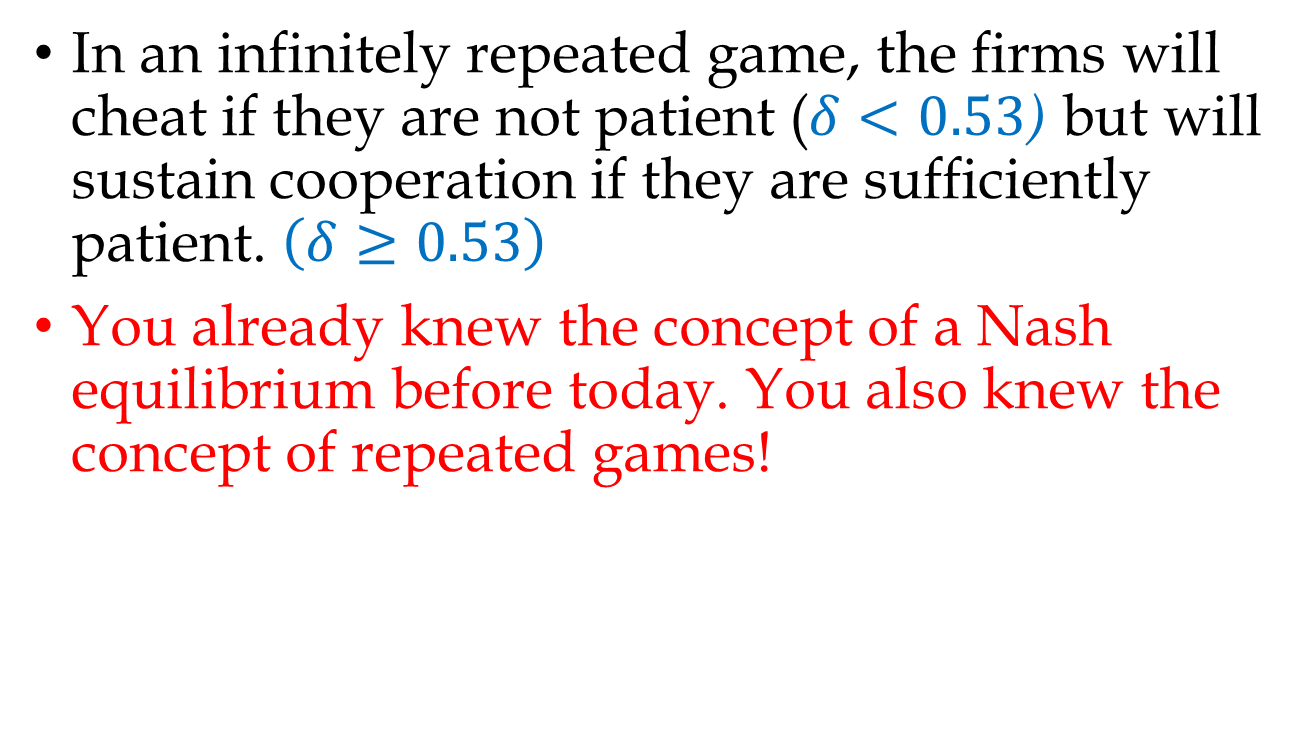 • In an infinitely repeated game, the firms will
cheat if they are not patient (δ < 0.53) but will
sustain cooperation if they are sufficiently
patient. (δ ≥ 0.53)
• You already knew the concept of a Nash
equilibrium before today. You also knew the
concept of repeated games!